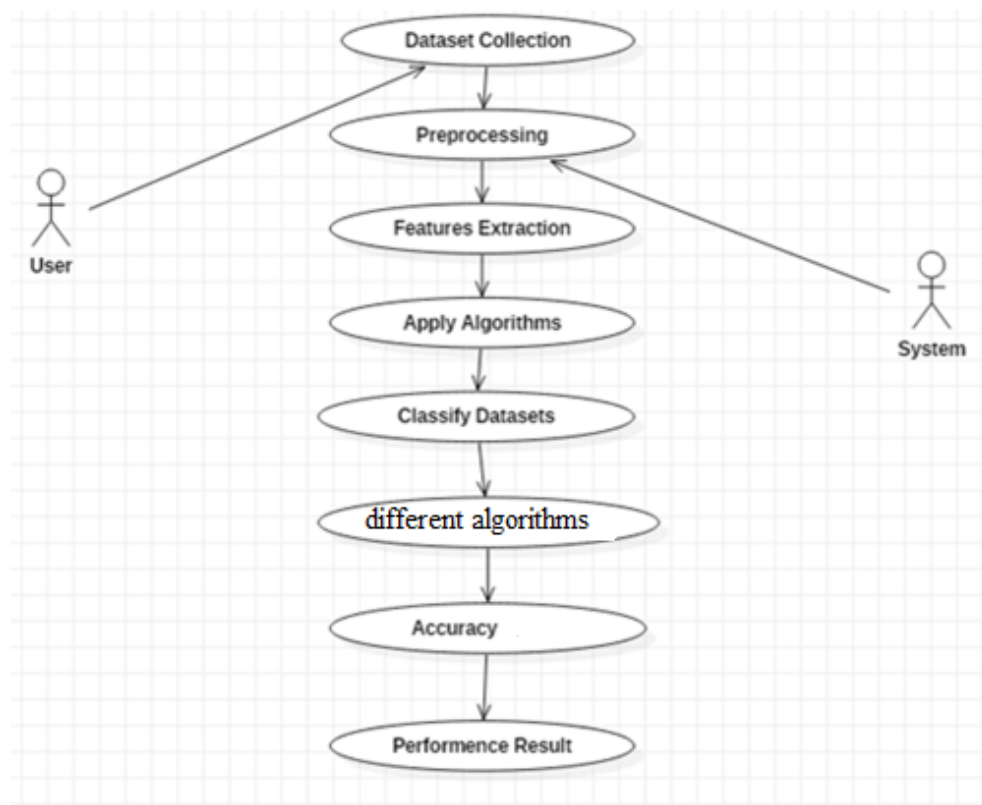 Dataset Collection
Preprocessing
Features Extraction
User
Apply Algorithms
System
Classify Datasets
different algorithms
Accuracy
Performence Result